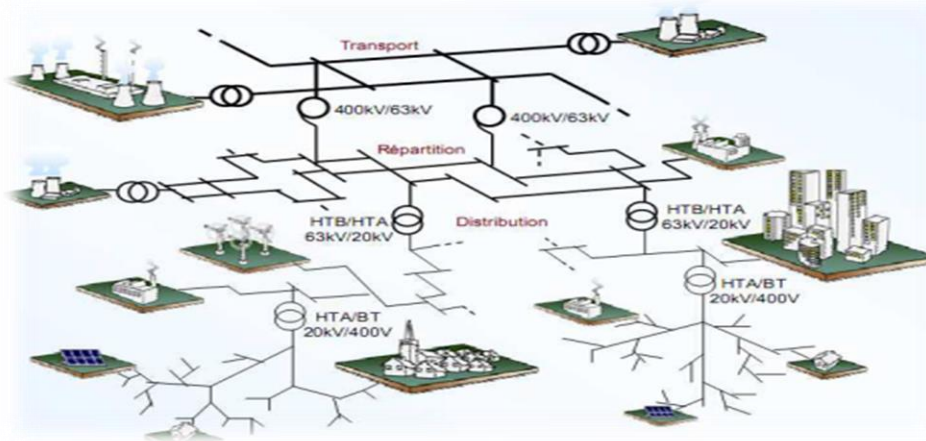 Transport
400kV/63kV
400kV/63kV
Répartition
HTB/HTA
63kV/20kV
Distribution
HTB/HTA
63kV/20kV
HTA/BT
20kV/400V
HTA/BT
20kV/400V